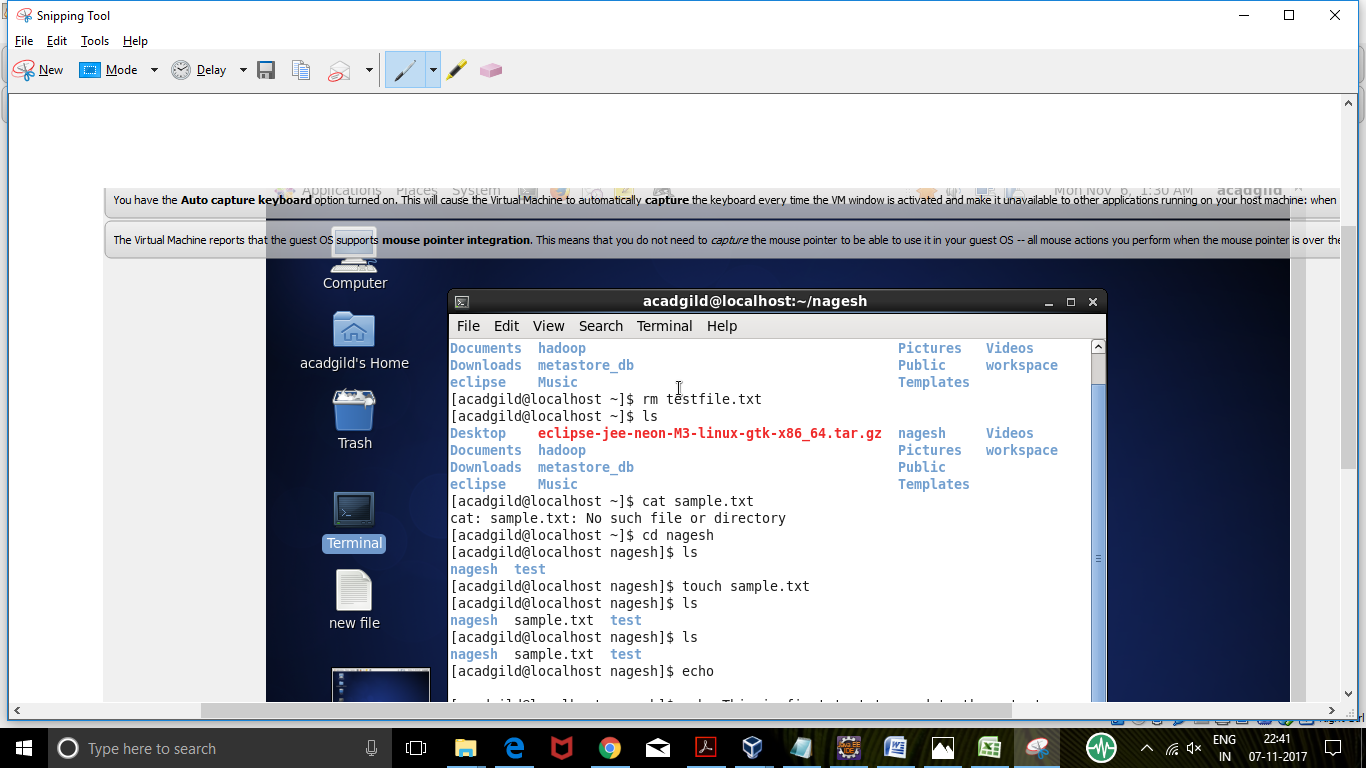 Snipping Tool
File Edit Tools Help
New Mode Delay
Applications Places System Mon Nov 6, 1:30 AM acadgild
You have the Auto capture keyboard option turned on. This will cause the Virtual Machine to automatically capture the keyboard every time the VM window is activated and make it unavailable to other applications running on your host machine: when
The Virtual Machine reports that the guest OS supports mouse pointer integration. This means that you do not need to capture the mouse pointer to be able to use it in your guest OS -- all mouse actions you perform when the mouse pointer is over the
Computer
acadgild's Home
Trash
Terminal
new file
acadgild@localhost:~/nagesh
File Edit View Search Terminal Help
Documents hadoop Pictures Videos
Downloads metastore_db Public workspace
eclipse Music Templates
[acadgild@localhost ~]$ rm testfile.txt
[acadgild@localhost ~]$ ls
Desktop eclipse-jee-neon-M3-linux-gtk-x86_64.tar.gz nagesh Videos
Documents hadoop Pictures workspace
Downloads metastore_db Public
eclipse Music Templates
[acadgild@localhost ~]$ cat sample.txt
cat: sample.txt: No such file or directory
[acadgild@localhost ~]$ cd nagesh
[acadgild@localhost nagesh]$ ls
nagesh test
[acadgild@localhost nagesh]$ touch sample.txt
[acadgild@localhost nagesh]$ ls
nagesh sample.txt test
[acadgild@localhost nagesh]$ ls
nagesh sample.txt test
[acadgild@localhost nagesh]$ echo
Type here to search
ENG
IN
22:41
07-11-2017